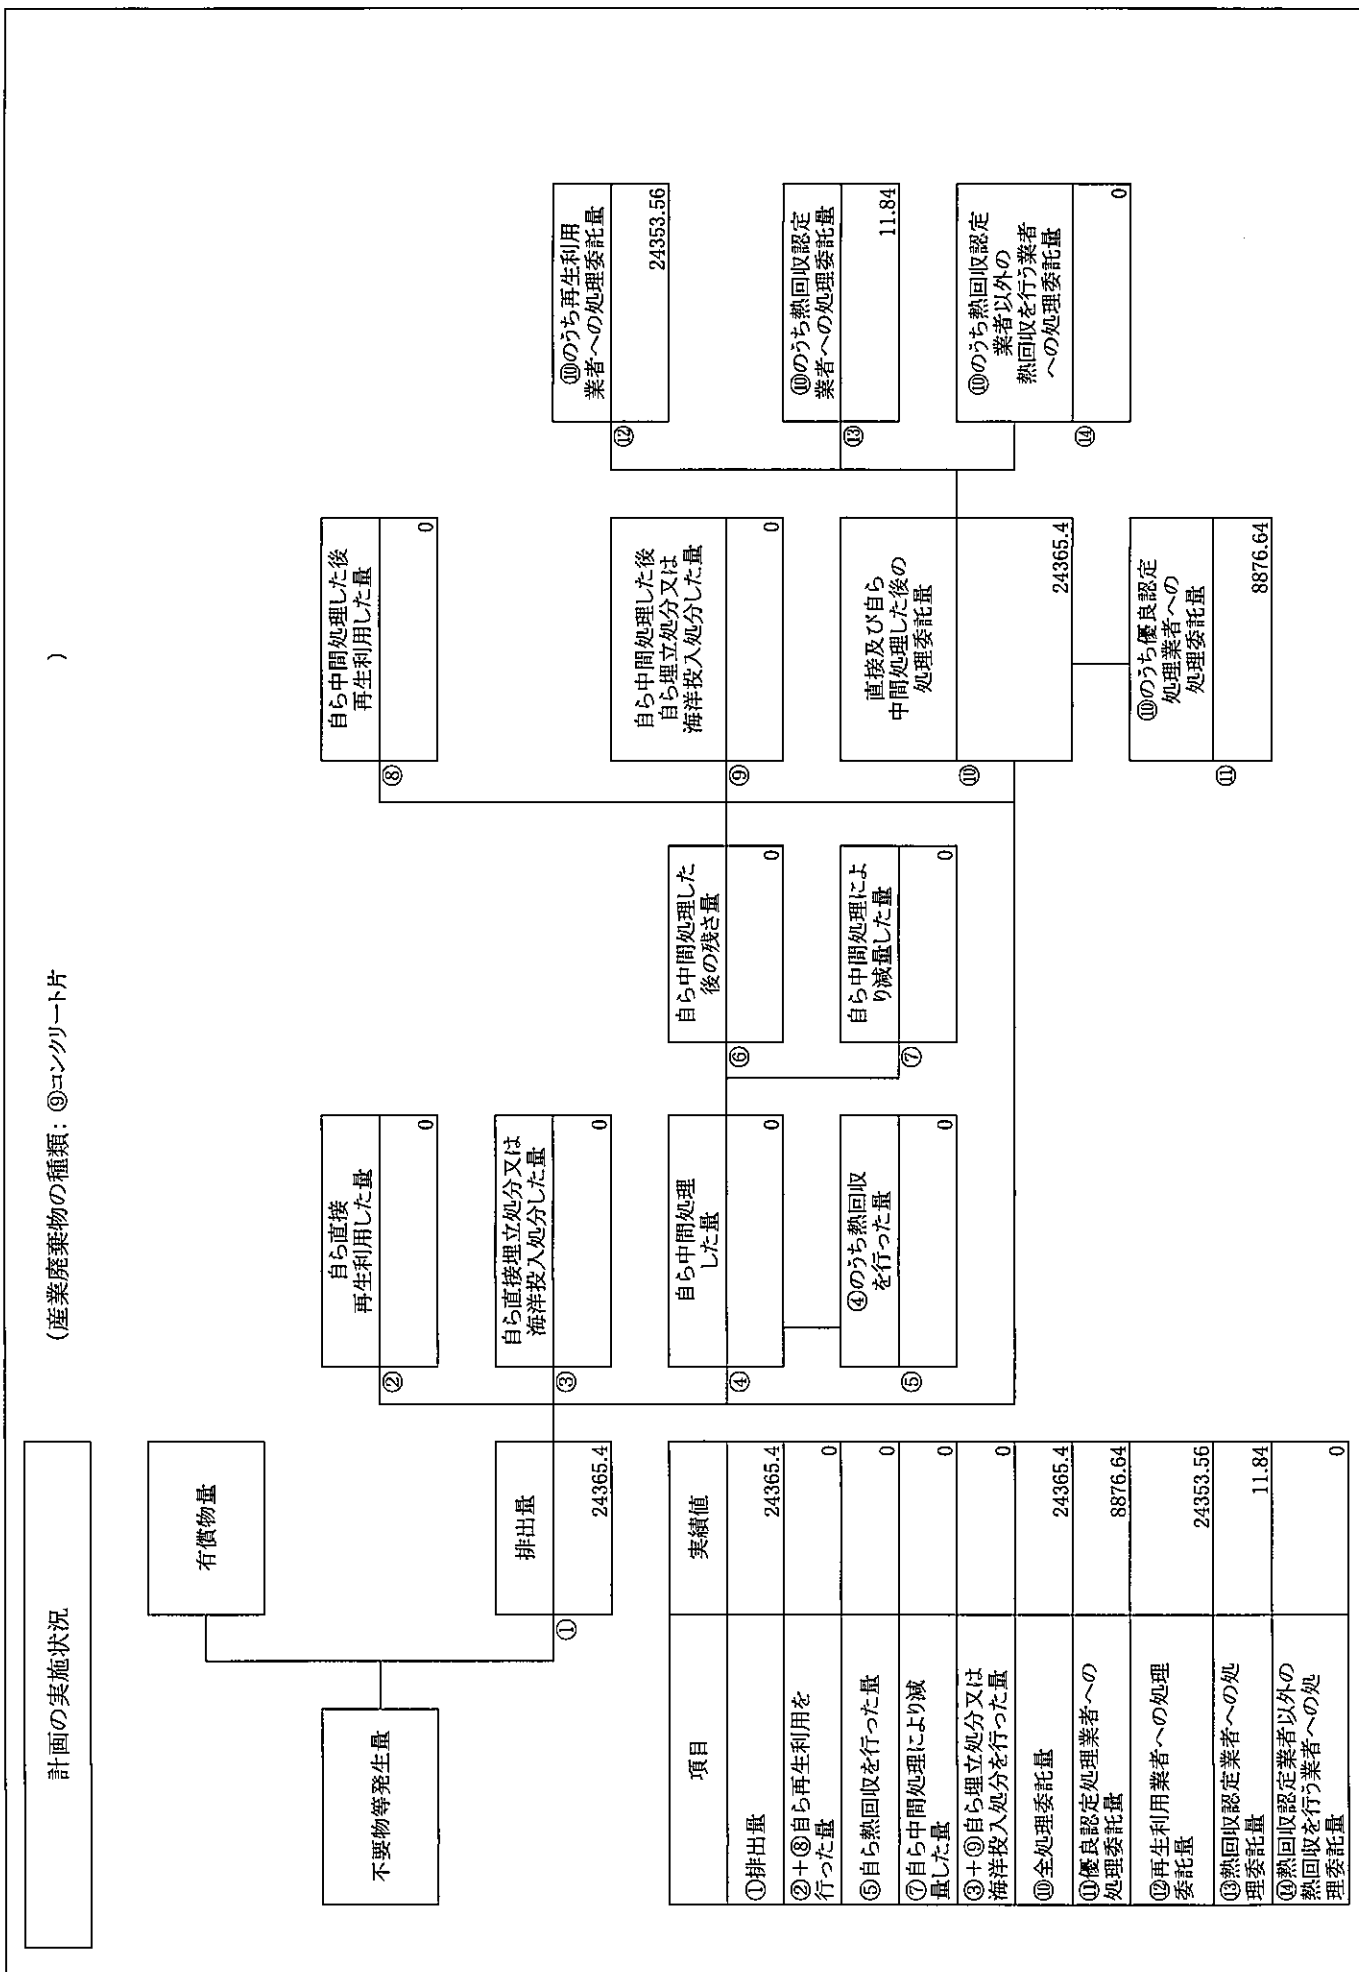 計画の実施状況
（産業廃棄物の種類：⑨コンクリート片
）
不要物等発生量
有償物量
①
排出量
24365.4
②
自ら直接
再生利用した量
0
③
自ら直接埋立処分又は
海洋投入処分した量
0
④
自ら中間処理
した量
0
⑤
④のうち熱回収
を行った量
0
⑥
自ら中間処理した
後の残さ量
0
⑦
自ら中間処理によ
り減量した量
0
⑧
自ら中間処理した後
再生利用した量
0
⑨
自ら中間処理した後
自ら埋立処分又は
海洋投入処分した量
0
⑩
直接及び自ら
中間処理した後の
処理委託量
24365.4
⑪
⑩のうち優良認定
処理業者への
処理委託量
8876.64
⑫
⑩のうち再生利用
業者への処理委託量
24353.56
⑬
⑩のうち熱回収認定
業者への処理委託量
11.84
⑭
⑩のうち熱回収認定
業者以外の
熱回収を行う業者
への処理委託量
0
項目 実績値
①排出量 24365.4
②＋⑧自ら再生利用を
行った量 0
⑤自ら熱回収を行った量 0
⑦自ら中間処理により減
量した量 0
③＋⑨自ら埋立処分又は
海洋投入処分を行った量 0
⑩全処理委託量 24365.4
⑪優良認定処理業者への
処理委託量 8876.64
⑫再生利用業者への処理
委託量 24353.56
⑬熱回収認定業者への処
理委託量 11.84
⑭熱回収認定業者以外の
熱回収を行う業者への処
理委託量 0